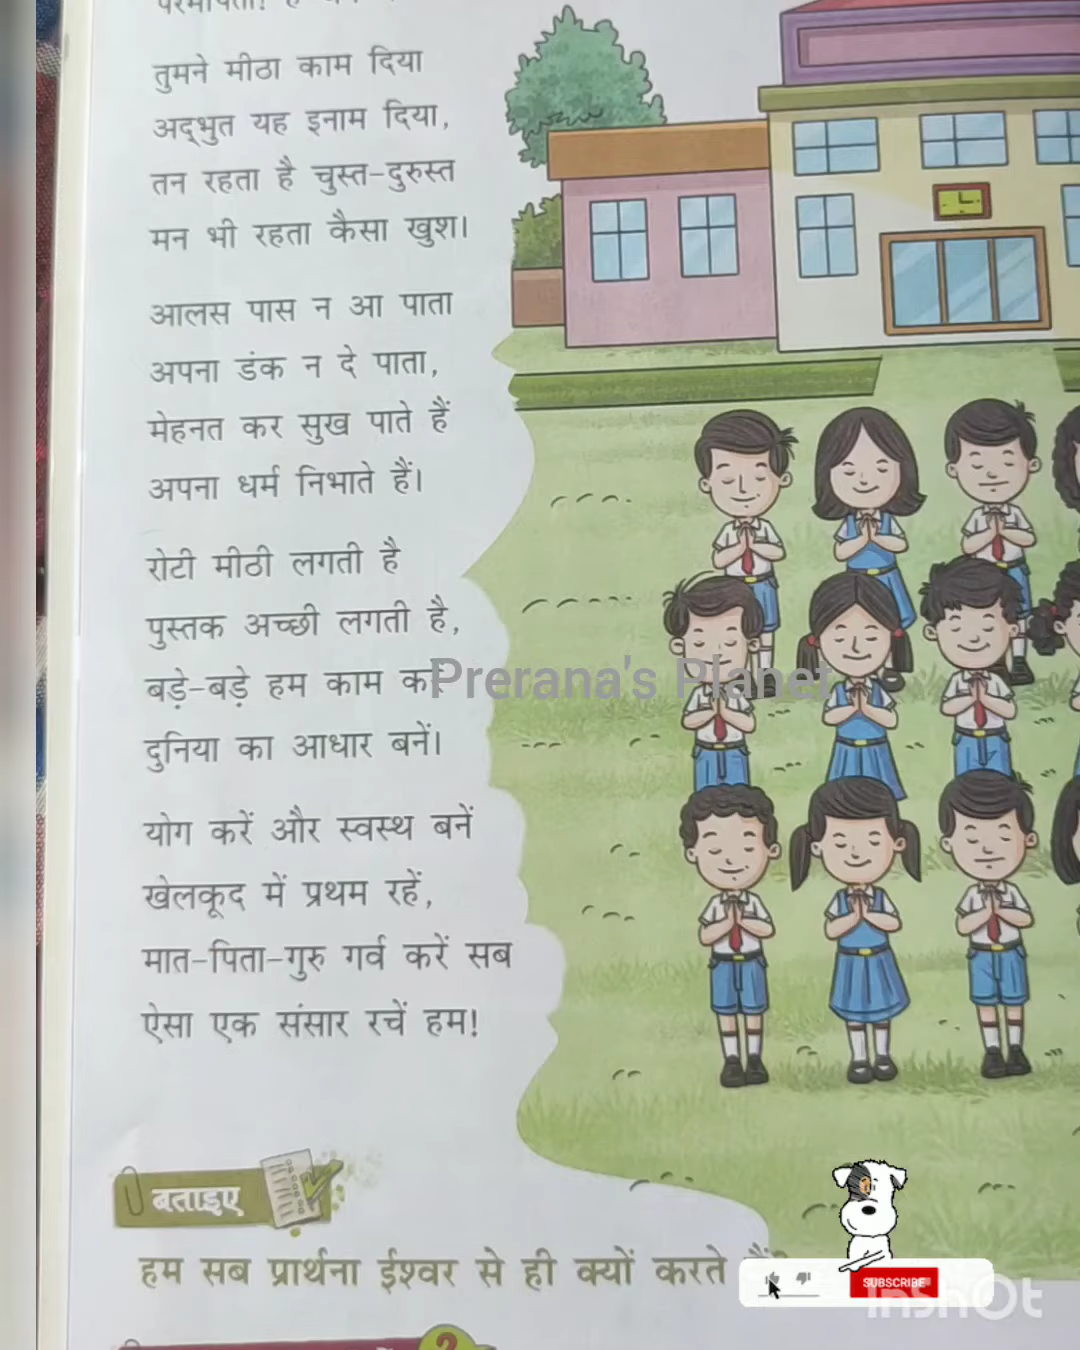 तुमने मीठा काम दिया
अद्भुत यह इनाम दिया,
तन रहता है चुस्त-दुरुस्त
मन भी रहता कैसा खुश।
आलस पास न आ पाता
अपना डंक न दे पाता,
मेहनत कर सुख पाते हैं
अपना धर्म निभाते हैं।
रोटी मीठी लगती है
पुस्तक अच्छी लगती है,
बड़े-बड़े हम काम
दुनिया का आधार बनें।
योग करें और स्वस्थ बनें
खेलकूद में प्रथम रहें,
मात-पिता-गुरु गर्व करें सब
ऐसा एक संसार रचें हम!
Prerana's Planet
बताइए
हम सब प्रार्थना ईश्वर से ही क्यों करते
SUBSCRIBE
InShOt